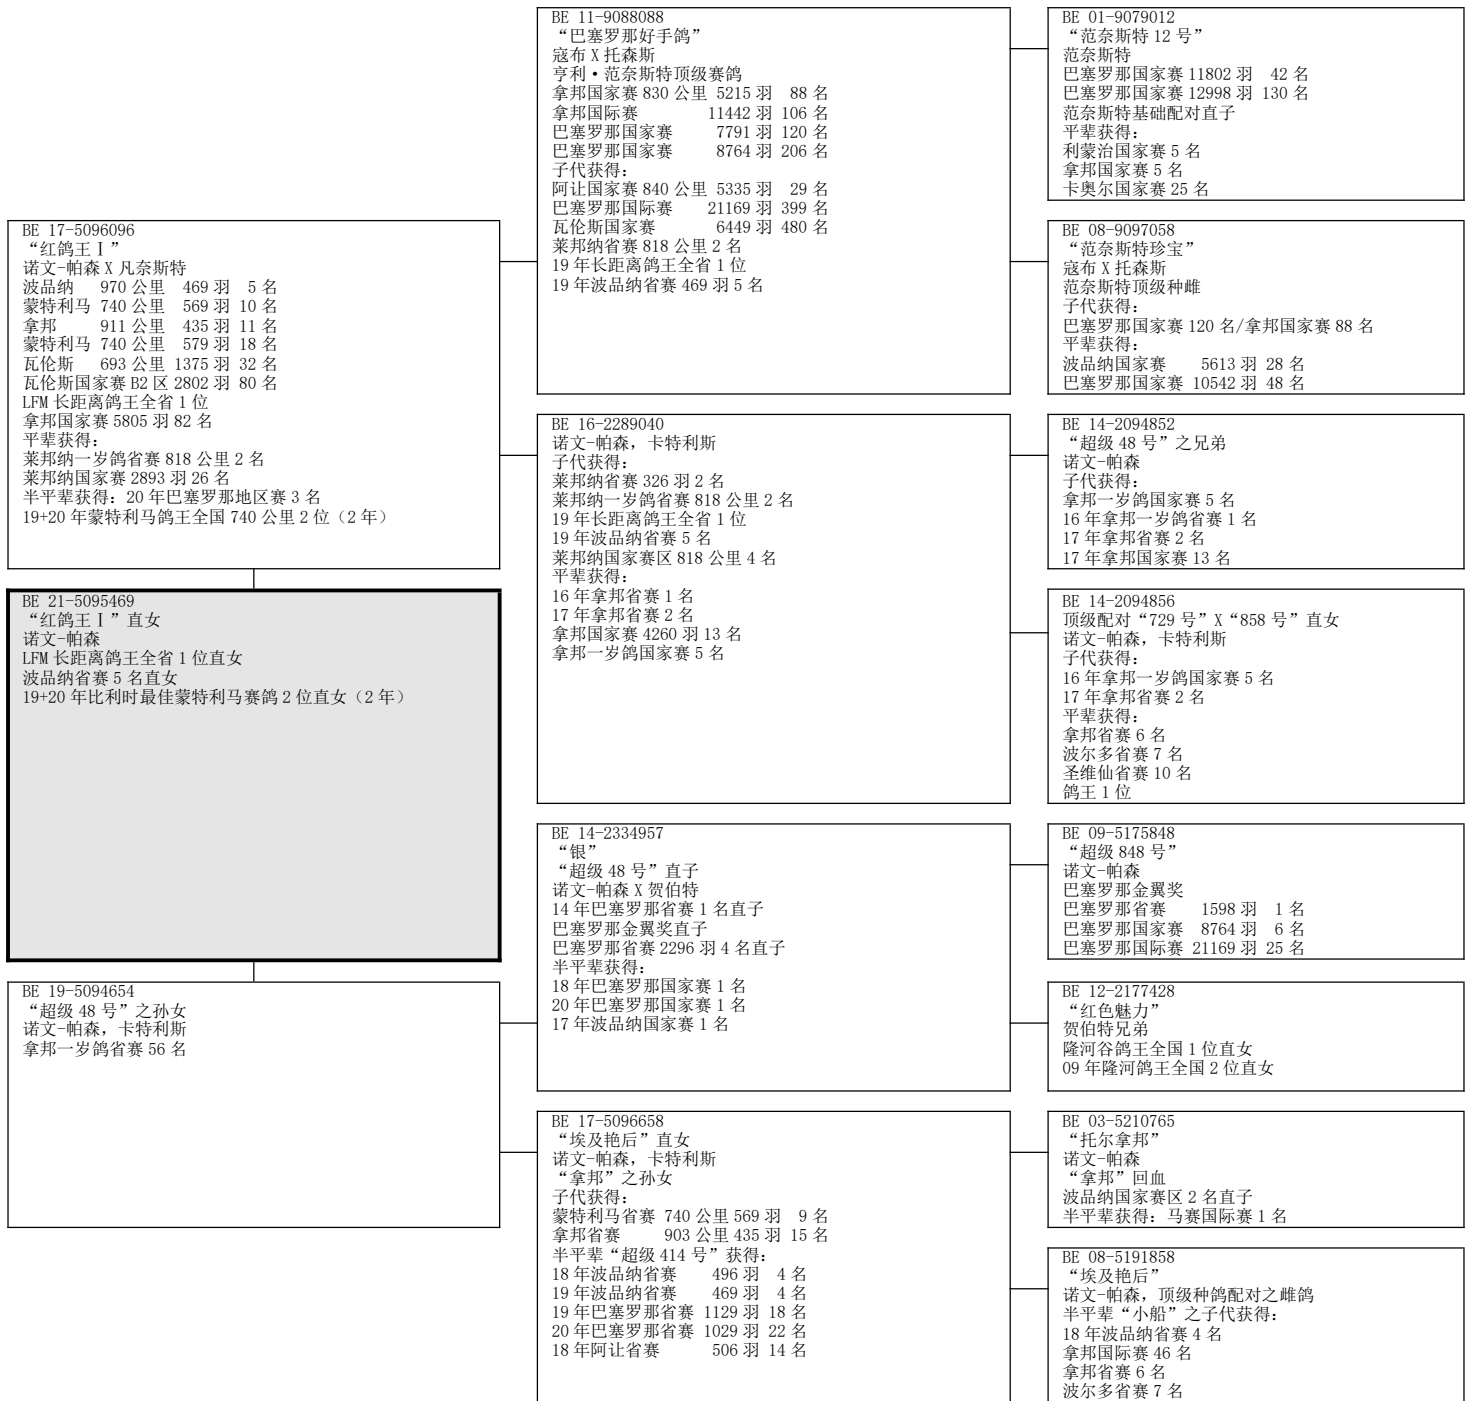 BE 17-5096096
“红鸽王Ⅰ”
诺文-帕森 X 凡奈斯特
波品纳 970 公里 469 羽 5 名
蒙特利马 740 公里 569 羽 10 名
拿邦 911 公里 435 羽 11 名
蒙特利马 740 公里 579 羽 18 名
瓦伦斯 693 公里 1375 羽 32 名
瓦伦斯国家赛 B2 区 2802 羽 80 名
LFM 长距离鸽王全省 1 位
拿邦国家赛 5805 羽 82 名
平辈获得：
莱邦纳一岁鸽省赛 818 公里 2 名
莱邦纳国家赛 2893 羽 26 名
半平辈获得：20 年巴塞罗那地区赛 3 名
19+20 年蒙特利马鸽王全国 740 公里 2 位（2 年）
BE 21-5095469
“红鸽王Ⅰ”直女
诺文-帕森
LFM 长距离鸽王全省 1 位直女
波品纳省赛 5 名直女
19+20 年比利时最佳蒙特利马赛鸽 2 位直女（2 年）
BE 19-5094654
“超级 48 号”之孙女
诺文-帕森，卡特利斯
拿邦一岁鸽省赛 56 名
BE 11-9088088
“巴塞罗那好手鸽”
寇布 X 托森斯
亨利·范奈斯特顶级赛鸽
拿邦国家赛 830 公里 5215 羽 88 名
拿邦国际赛 11442 羽 106 名
巴塞罗那国家赛 7791 羽 120 名
巴塞罗那国家赛 8764 羽 206 名
子代获得：
阿让国家赛 840 公里 5335 羽 29 名
巴塞罗那国际赛 21169 羽 399 名
瓦伦斯国家赛 6449 羽 480 名
莱邦纳省赛 818 公里 2 名
19 年长距离鸽王全省 1 位
19 年波品纳省赛 469 羽 5 名
BE 16-2289040
诺文-帕森，卡特利斯
子代获得：
莱邦纳省赛 326 羽 2 名
莱邦纳一岁鸽省赛 818 公里 2 名
19 年长距离鸽王全省 1 位
19 年波品纳省赛 5 名
莱邦纳国家赛区 818 公里 4 名
平辈获得：
16 年拿邦省赛 1 名
17 年拿邦省赛 2 名
拿邦国家赛 4260 羽 13 名
拿邦一岁鸽国家赛 5 名
BE 14-2334957
“银”
“超级 48 号”直子
诺文-帕森 X 贺伯特
14 年巴塞罗那省赛 1 名直子
巴塞罗那金翼奖直子
巴塞罗那省赛 2296 羽 4 名直子
半平辈获得：
18 年巴塞罗那国家赛 1 名
20 年巴塞罗那国家赛 1 名
17 年波品纳国家赛 1 名
BE 17-5096658
“埃及艳后”直女
诺文-帕森，卡特利斯
“拿邦”之孙女
子代获得：
蒙特利马省赛 740 公里 569 羽 9 名
拿邦省赛 903 公里 435 羽 15 名
半平辈“超级 414 号”获得：
18 年波品纳省赛 496 羽 4 名
19 年波品纳省赛 469 羽 4 名
19 年巴塞罗那省赛 1129 羽 18 名
20 年巴塞罗那省赛 1029 羽 22 名
18 年阿让省赛 506 羽 14 名
BE 01-9079012
“范奈斯特 12 号”
范奈斯特
巴塞罗那国家赛 11802 羽 42 名
巴塞罗那国家赛 12998 羽 130 名
范奈斯特基础配对直子
平辈获得：
利蒙治国家赛 5 名
拿邦国家赛 5 名
卡奥尔国家赛 25 名
BE 08-9097058
“范奈斯特珍宝”
寇布 X 托森斯
范奈斯特顶级种雌
子代获得：
巴塞罗那国家赛 120 名/拿邦国家赛 88 名
平辈获得：
波品纳国家赛 5613 羽 28 名
巴塞罗那国家赛 10542 羽 48 名
BE 14-2094852
“超级 48 号”之兄弟
诺文-帕森
子代获得：
拿邦一岁鸽国家赛 5 名
16 年拿邦一岁鸽省赛 1 名
17 年拿邦省赛 2 名
17 年拿邦国家赛 13 名
BE 14-2094856
顶级配对“729 号”X“858 号”直女
诺文-帕森，卡特利斯
子代获得：
16 年拿邦一岁鸽国家赛 5 名
17 年拿邦省赛 2 名
平辈获得：
拿邦省赛 6 名
波尔多省赛 7 名
圣维仙省赛 10 名
鸽王 1 位
BE 09-5175848
“超级 848 号”
诺文-帕森
巴塞罗那金翼奖
巴塞罗那省赛 1598 羽 1 名
巴塞罗那国家赛 8764 羽 6 名
巴塞罗那国际赛 21169 羽 25 名
BE 12-2177428
“红色魅力”
贺伯特兄弟
隆河谷鸽王全国 1 位直女
09 年隆河鸽王全国 2 位直女
BE 03-5210765
“托尔拿邦”
诺文-帕森
“拿邦”回血
波品纳国家赛区 2 名直子
半平辈获得：马赛国际赛 1 名
BE 08-5191858
“埃及艳后”
诺文-帕森，顶级种鸽配对之雌鸽
半平辈“小船”之子代获得：
18 年波品纳省赛 4 名
拿邦国际赛 46 名
拿邦省赛 6 名
波尔多省赛 7 名